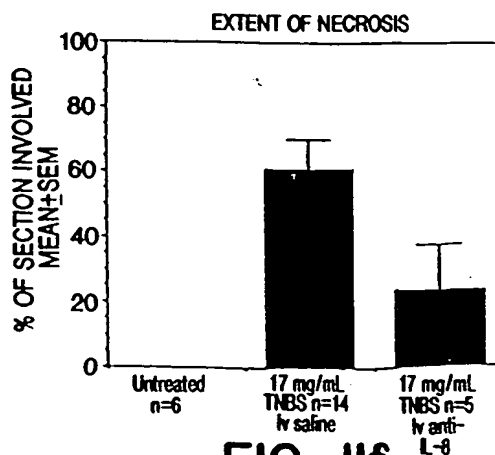 EXTENT OF NECROSIS
% OF SECTION INVOLVED
MEAN±SEM
100
80
60
40
20
0
Untreated
n=6
17 mg/mL
TNBS n=14
iv saline
17 mg/mL
TNBS n=5
iv anti-
IL-8